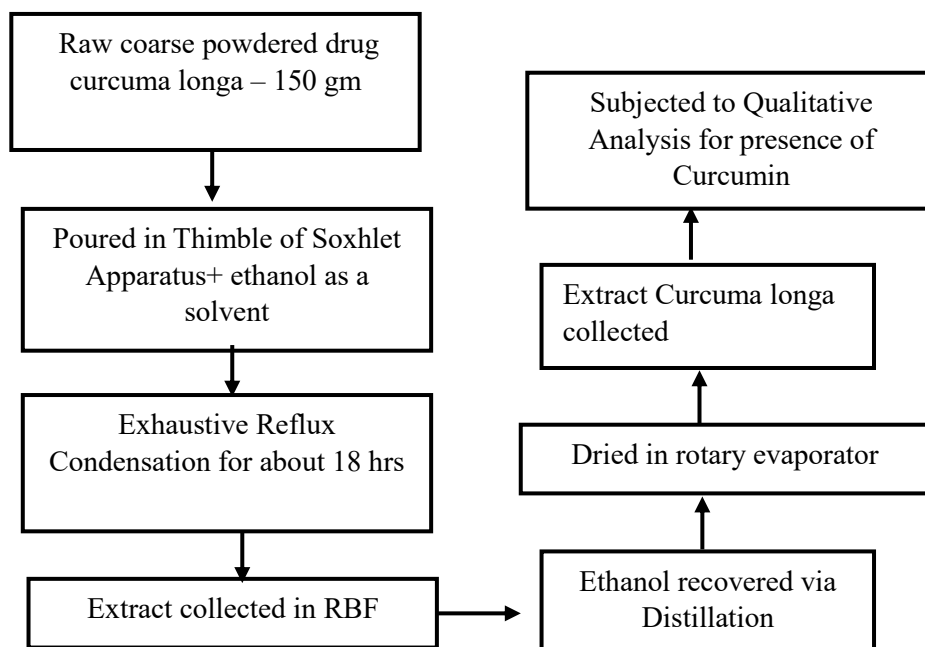 Raw coarse powdered drug
curcuma longa – 150 gm
Poured in Thimble of Soxhlet
Apparatus+ ethanol as a
solvent
Exhaustive Reflux
Condensation for about 18 hrs
Extract collected in RBF
Ethanol recovered via
Distillation
Dried in rotary evaporator
Extract Curcuma longa
collected
Subjected to Qualitative
Analysis for presence of
Curcumin